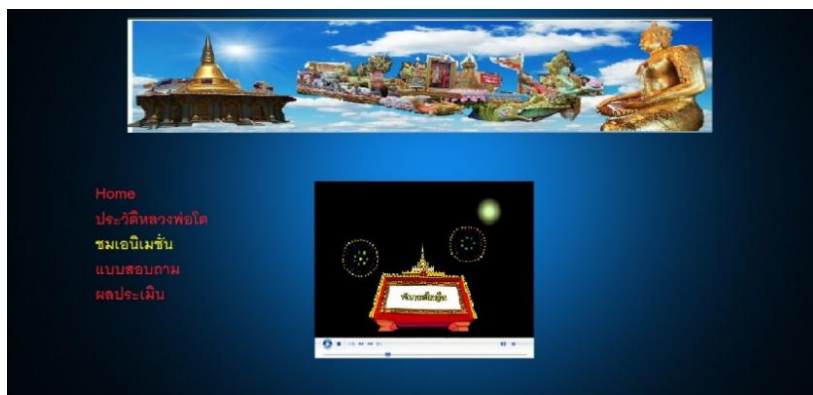 Home
ประวัติหลวงพ่อโต
ชมเอนิเมชั่น
แบบสอบถาม
ผลประเมิน